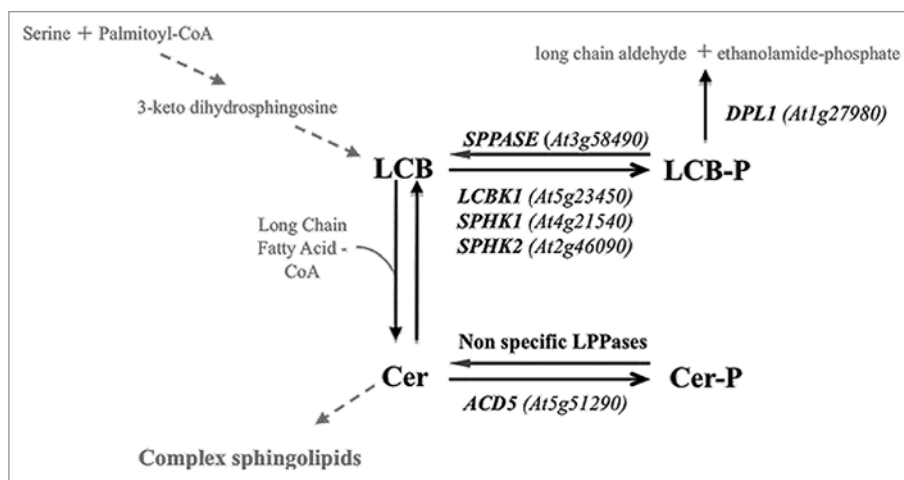 Serine + Palmitoyl-CoA
long chain aldehyde + ethanolamide-phosphate
3-keto dihydrosphingosine
DPL1 (At1g27980)
SPPASE (At3g58490)
LCB
LCB-P
LCBK1 (At5g23450)
SPHK1 (At4g21540)
SPHK2 (At2g46090)
Long Chain
Fatty Acid -
CoA
Non specific LPPases
Cer
Cer-P
ACD5 (At5g51290)
Complex sphingolipids